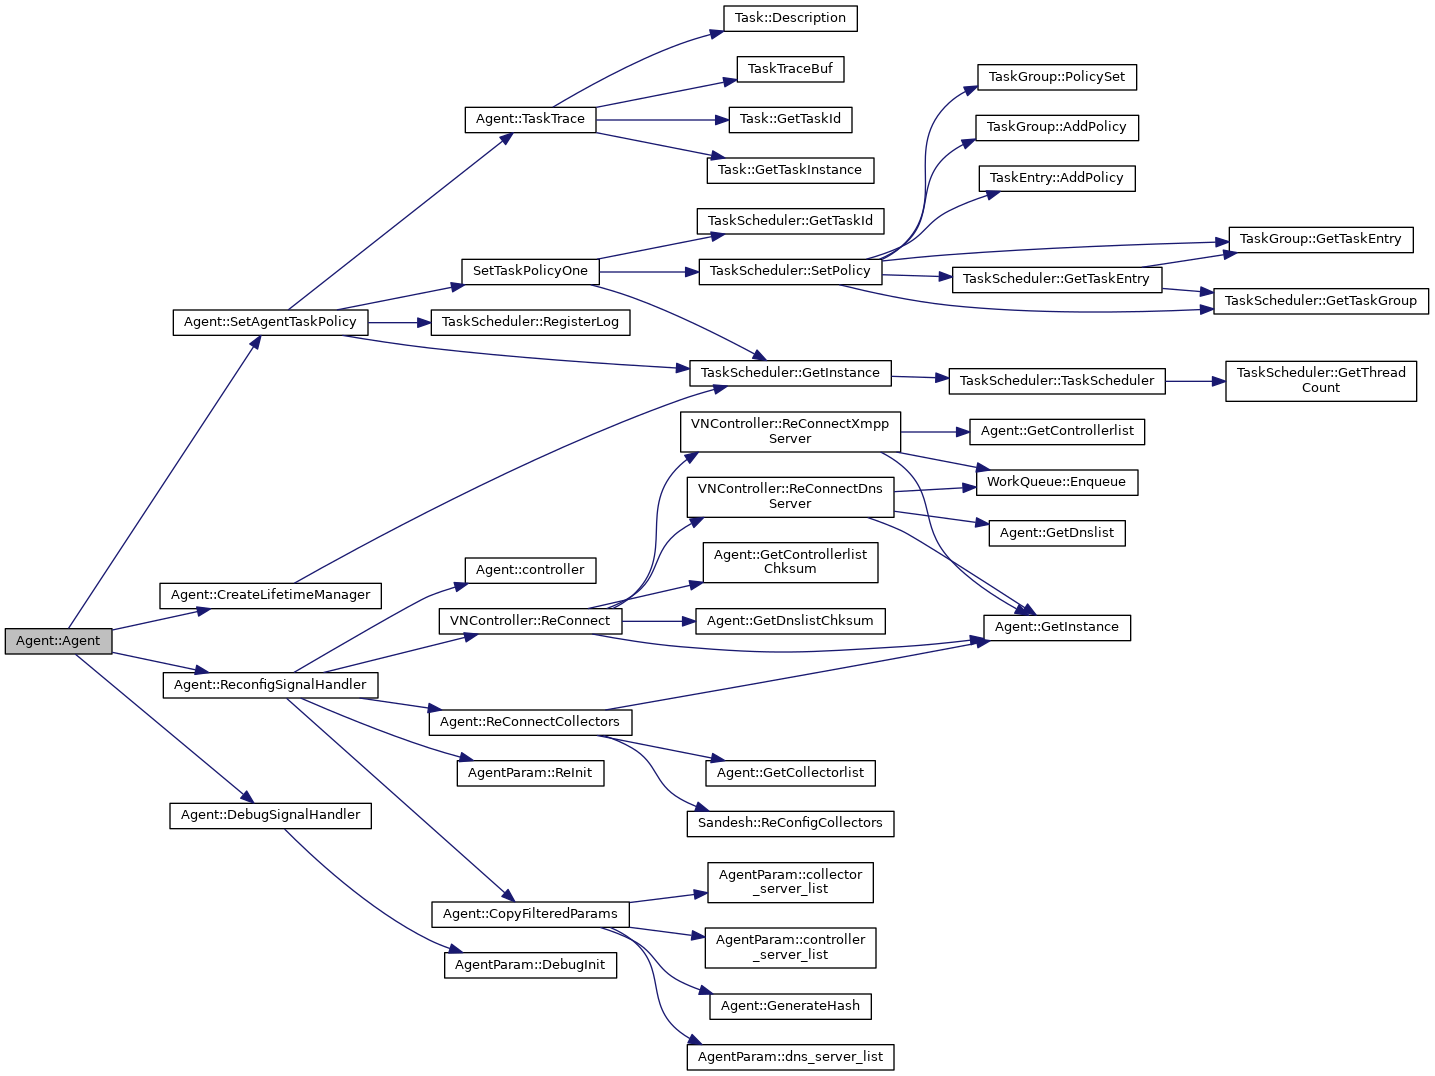 Task::Description
TaskTraceBuf
TaskGroup::PolicySet
Agent::TaskTrace
Task::GetTaskId
TaskGroup::AddPolicy
Task::GetTaskInstance
TaskEntry::AddPolicy
TaskScheduler::GetTaskId
TaskGroup::GetTaskEntry
SetTaskPolicyOne
TaskScheduler::SetPolicy
TaskScheduler::GetTaskEntry
TaskScheduler::GetTaskGroup
Agent::SetAgentTaskPolicy
TaskScheduler::RegisterLog
TaskScheduler::GetInstance
TaskScheduler::TaskScheduler
TaskScheduler::GetThread
Count
VNController::ReConnectXmpp
Server
Agent::GetControllerlist
WorkQueue::Enqueue
VNController::ReConnectDns
Server
Agent::GetDnslist
Agent::GetControllerlist
Chksum
Agent::controller
Agent::CreateLifetimeManager
VNController::ReConnect
Agent::GetDnslistChksum
Agent::GetInstance
Agent::Agent
Agent::ReconfigSignalHandler
Agent::ReConnectCollectors
AgentParam::ReInit
Agent::GetCollectorlist
Agent::DebugSignalHandler
Sandesh::ReConfigCollectors
AgentParam::collector
_server_list
Agent::CopyFilteredParams
AgentParam::controller
_server_list
AgentParam::DebugInit
Agent::GenerateHash
AgentParam::dns_server_list